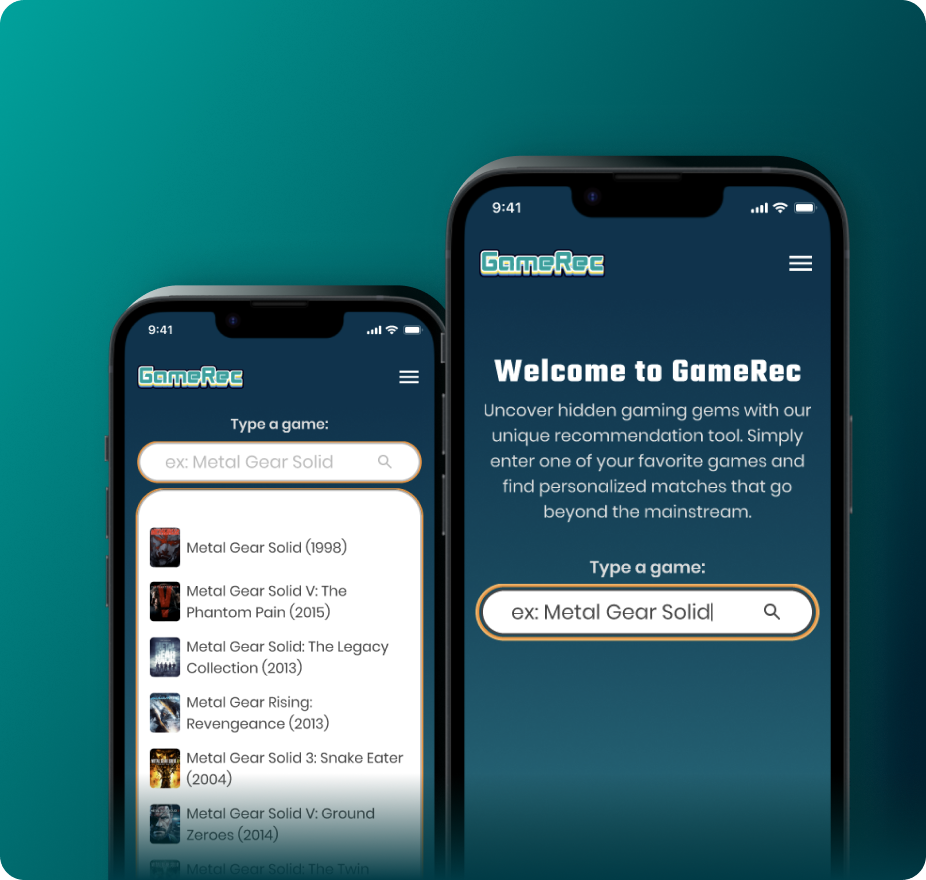 9:41
GameRec
Type a game:
ex: Metal Gear Solid
Metal Gear Solid (1998)
Metal Gear Solid V: The
Phantom Pain (2015)
Metal Gear Solid: The Legacy
Collection (2013)
Metal Gear Rising:
Revengeance (2013)
Metal Gear Solid 3: Snake Eater
(2004)
Metal Gear Solid V: Ground
Zeroes (2014)
Metal Gear Solid: The Twin
9:41
GameRec
Welcome to GameRec
Uncover hidden gaming gems with our
unique recommendation tool. Simply
enter one of your favorite games and
find personalized matches that go
beyond the mainstream.
Type a game:
ex: Metal Gear Solid